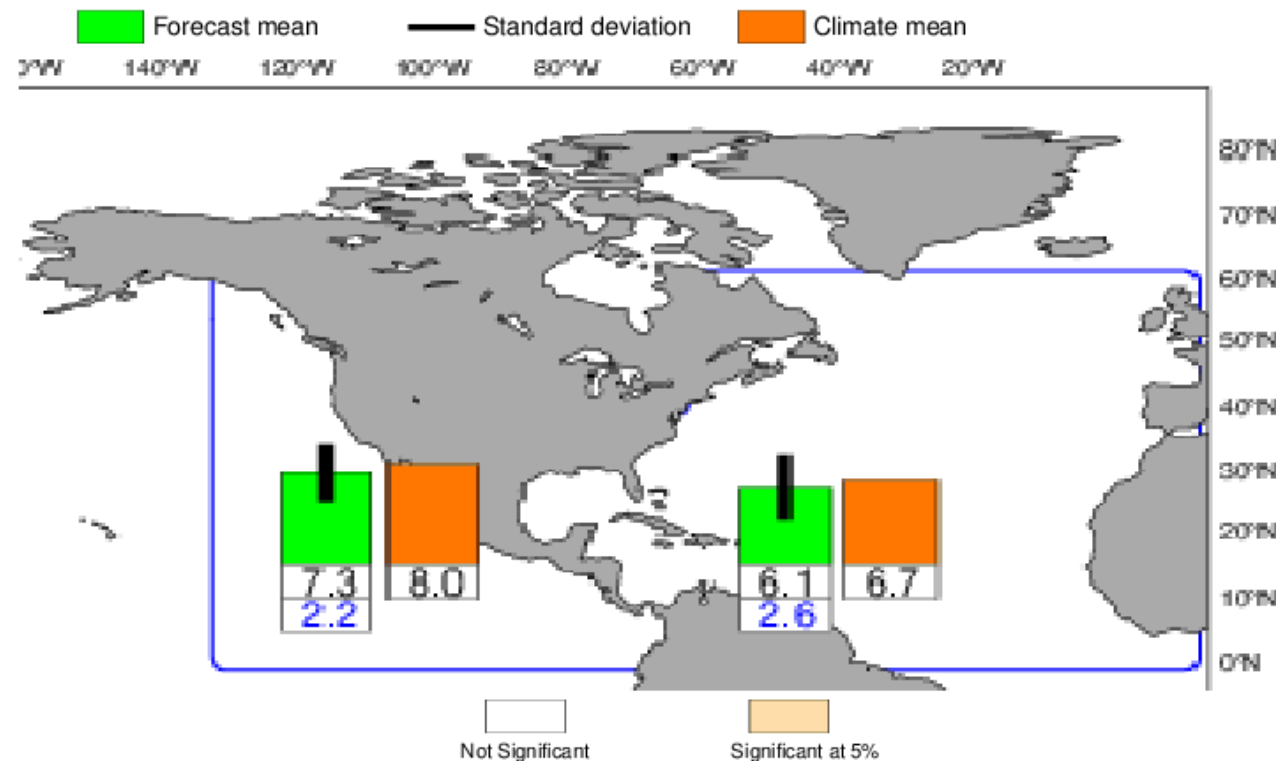 Forecast mean Standard deviation Climate mean
140°W 120°W 100°W 80°W 60°W 40°W 20°W
80°N
70°N
60°N
50°N
40°N
30°N
20°N
10°N
0°N
7.3 8.0 6.1 6.7
2.2 2.6
Not Significant Significant at 5%